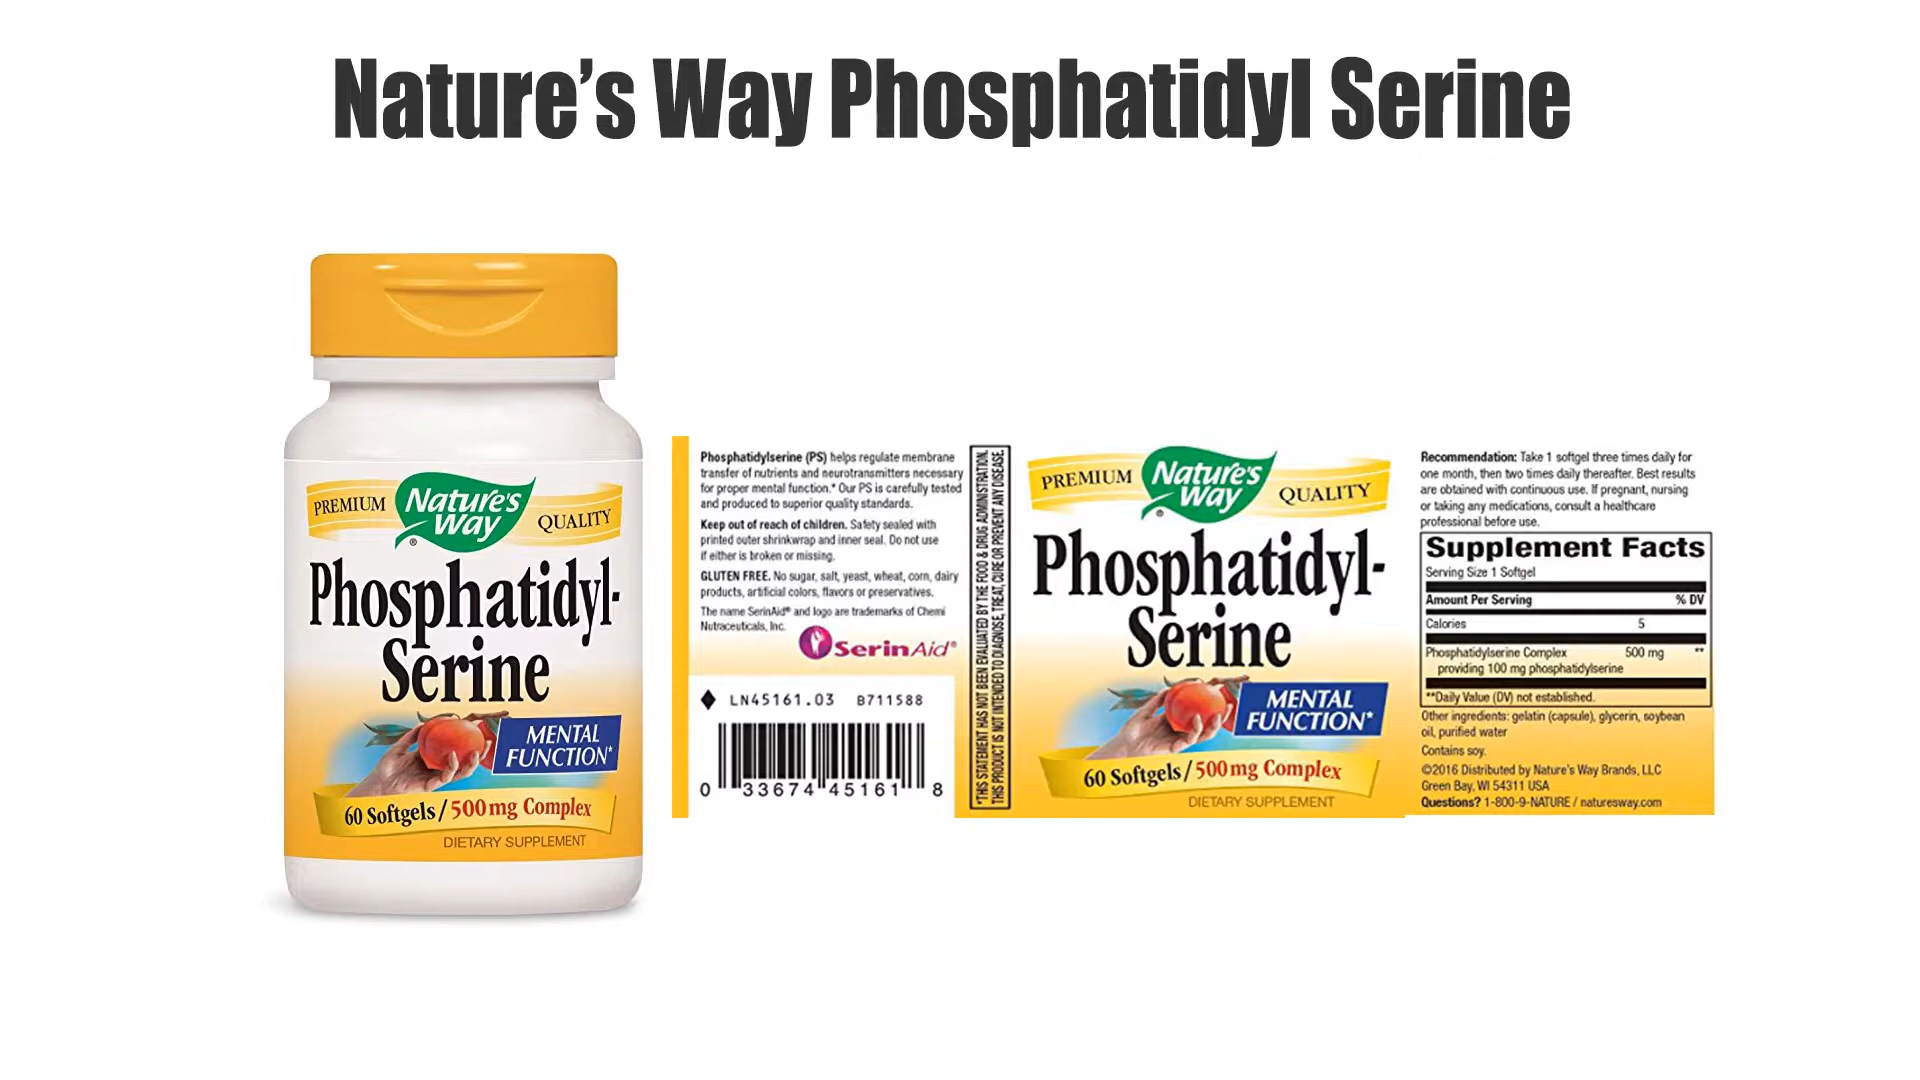 Nature's Way Phosphatidyl Serine
PREMIUM
Nature's
Way
®
QUALITY
Phosphatidyl-
Serine
MENTAL
FUNCTION*
60 Softgels / 500mg Complex
DIETARY SUPPLEMENT
Phosphatidylserine (PS) helps regulate membrane
transfer of nutrients and neurotransmitters necessary
for proper mental function.* Our PS is carefully tested
and produced to superior quality standards.
Keep out of reach of children. Safety sealed with
printed outer shrinkwrap and inner seal. Do not use
if either is broken or missing.
GLUTEN FREE. No sugar, salt, yeast, wheat, corn, dairy
products, artificial colors, flavors or preservatives.
The name SerinAid® and logo are trademarks of Chemi
Nutraceuticals, Inc.
SerinAid®
LN45161.03 B711588
0 33674 45161 8
*THIS STATEMENT HAS NOT BEEN EVALUATED BY THE FOOD & DRUG ADMINISTRATION.
THIS PRODUCT IS NOT INTENDED TO DIAGNOSE, TREAT, CURE OR PREVENT ANY DISEASE.
PREMIUM
Nature's
Way
®
QUALITY
Phosphatidyl-
Serine
MENTAL
FUNCTION*
60 Softgels / 500mg Complex
DIETARY SUPPLEMENT
Recommendation: Take 1 softgel three times daily for
one month, then two times daily thereafter. Best results
are obtained with continuous use. If pregnant, nursing
or taking any medications, consult a healthcare
professional before use.
Supplement Facts
Serving Size 1 Softgel
Amount Per Serving % DV
Calories 5
Phosphatidylserine Complex 500 mg **
providing 100 mg phosphatidylserine
**Daily Value (DV) not established.
Other ingredients: gelatin (capsule), glycerin, soybean
oil, purified water
Contains soy.
©2016 Distributed by Nature's Way Brands, LLC
Green Bay, WI 54311 USA
Questions? 1-800-9-NATURE / naturesway.com